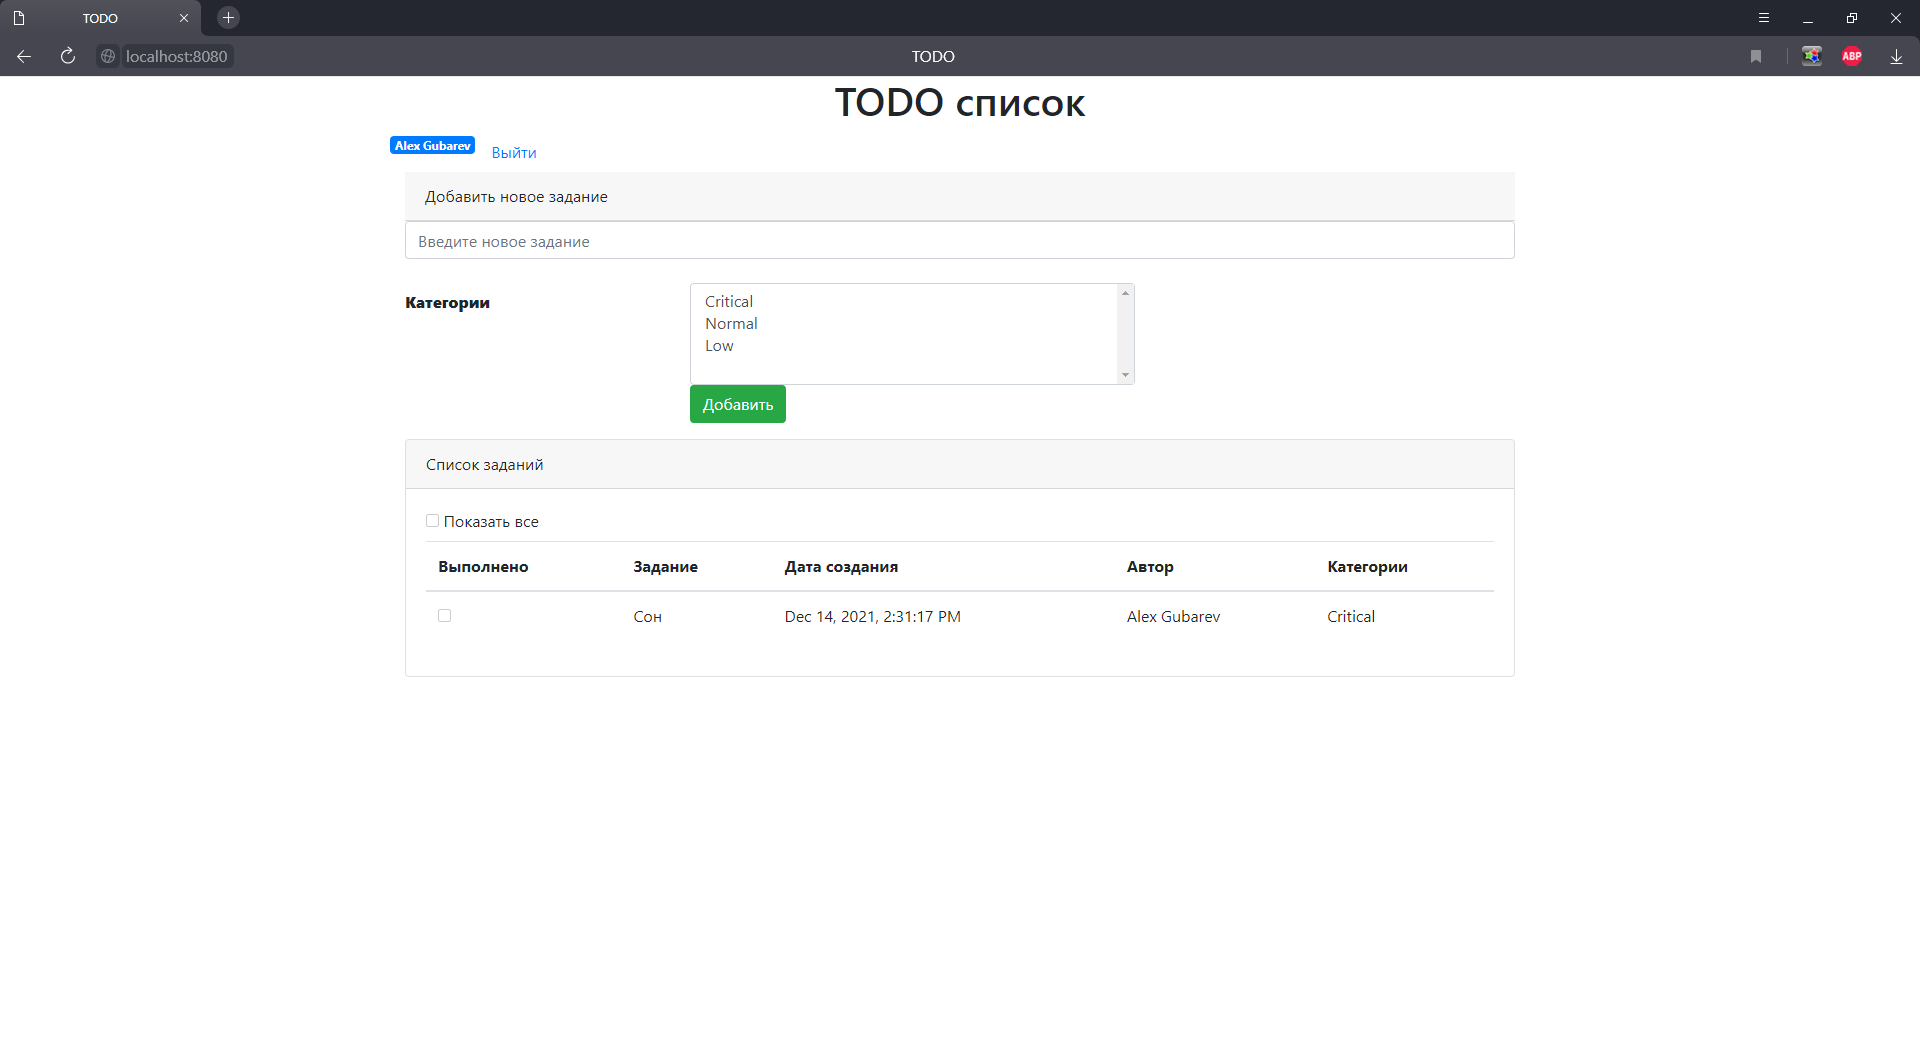 TODO
localhost:8080
TODO
ABP
TODO список
Alex Gubarev Выйти
Добавить новое задание
Введите новое задание
Категории
Critical
Normal
Low
Добавить
Список заданий
Показать все
Выполнено Задание Дата создания Автор Категории
Сон Dec 14, 2021, 2:31:17 PM Alex Gubarev Critical